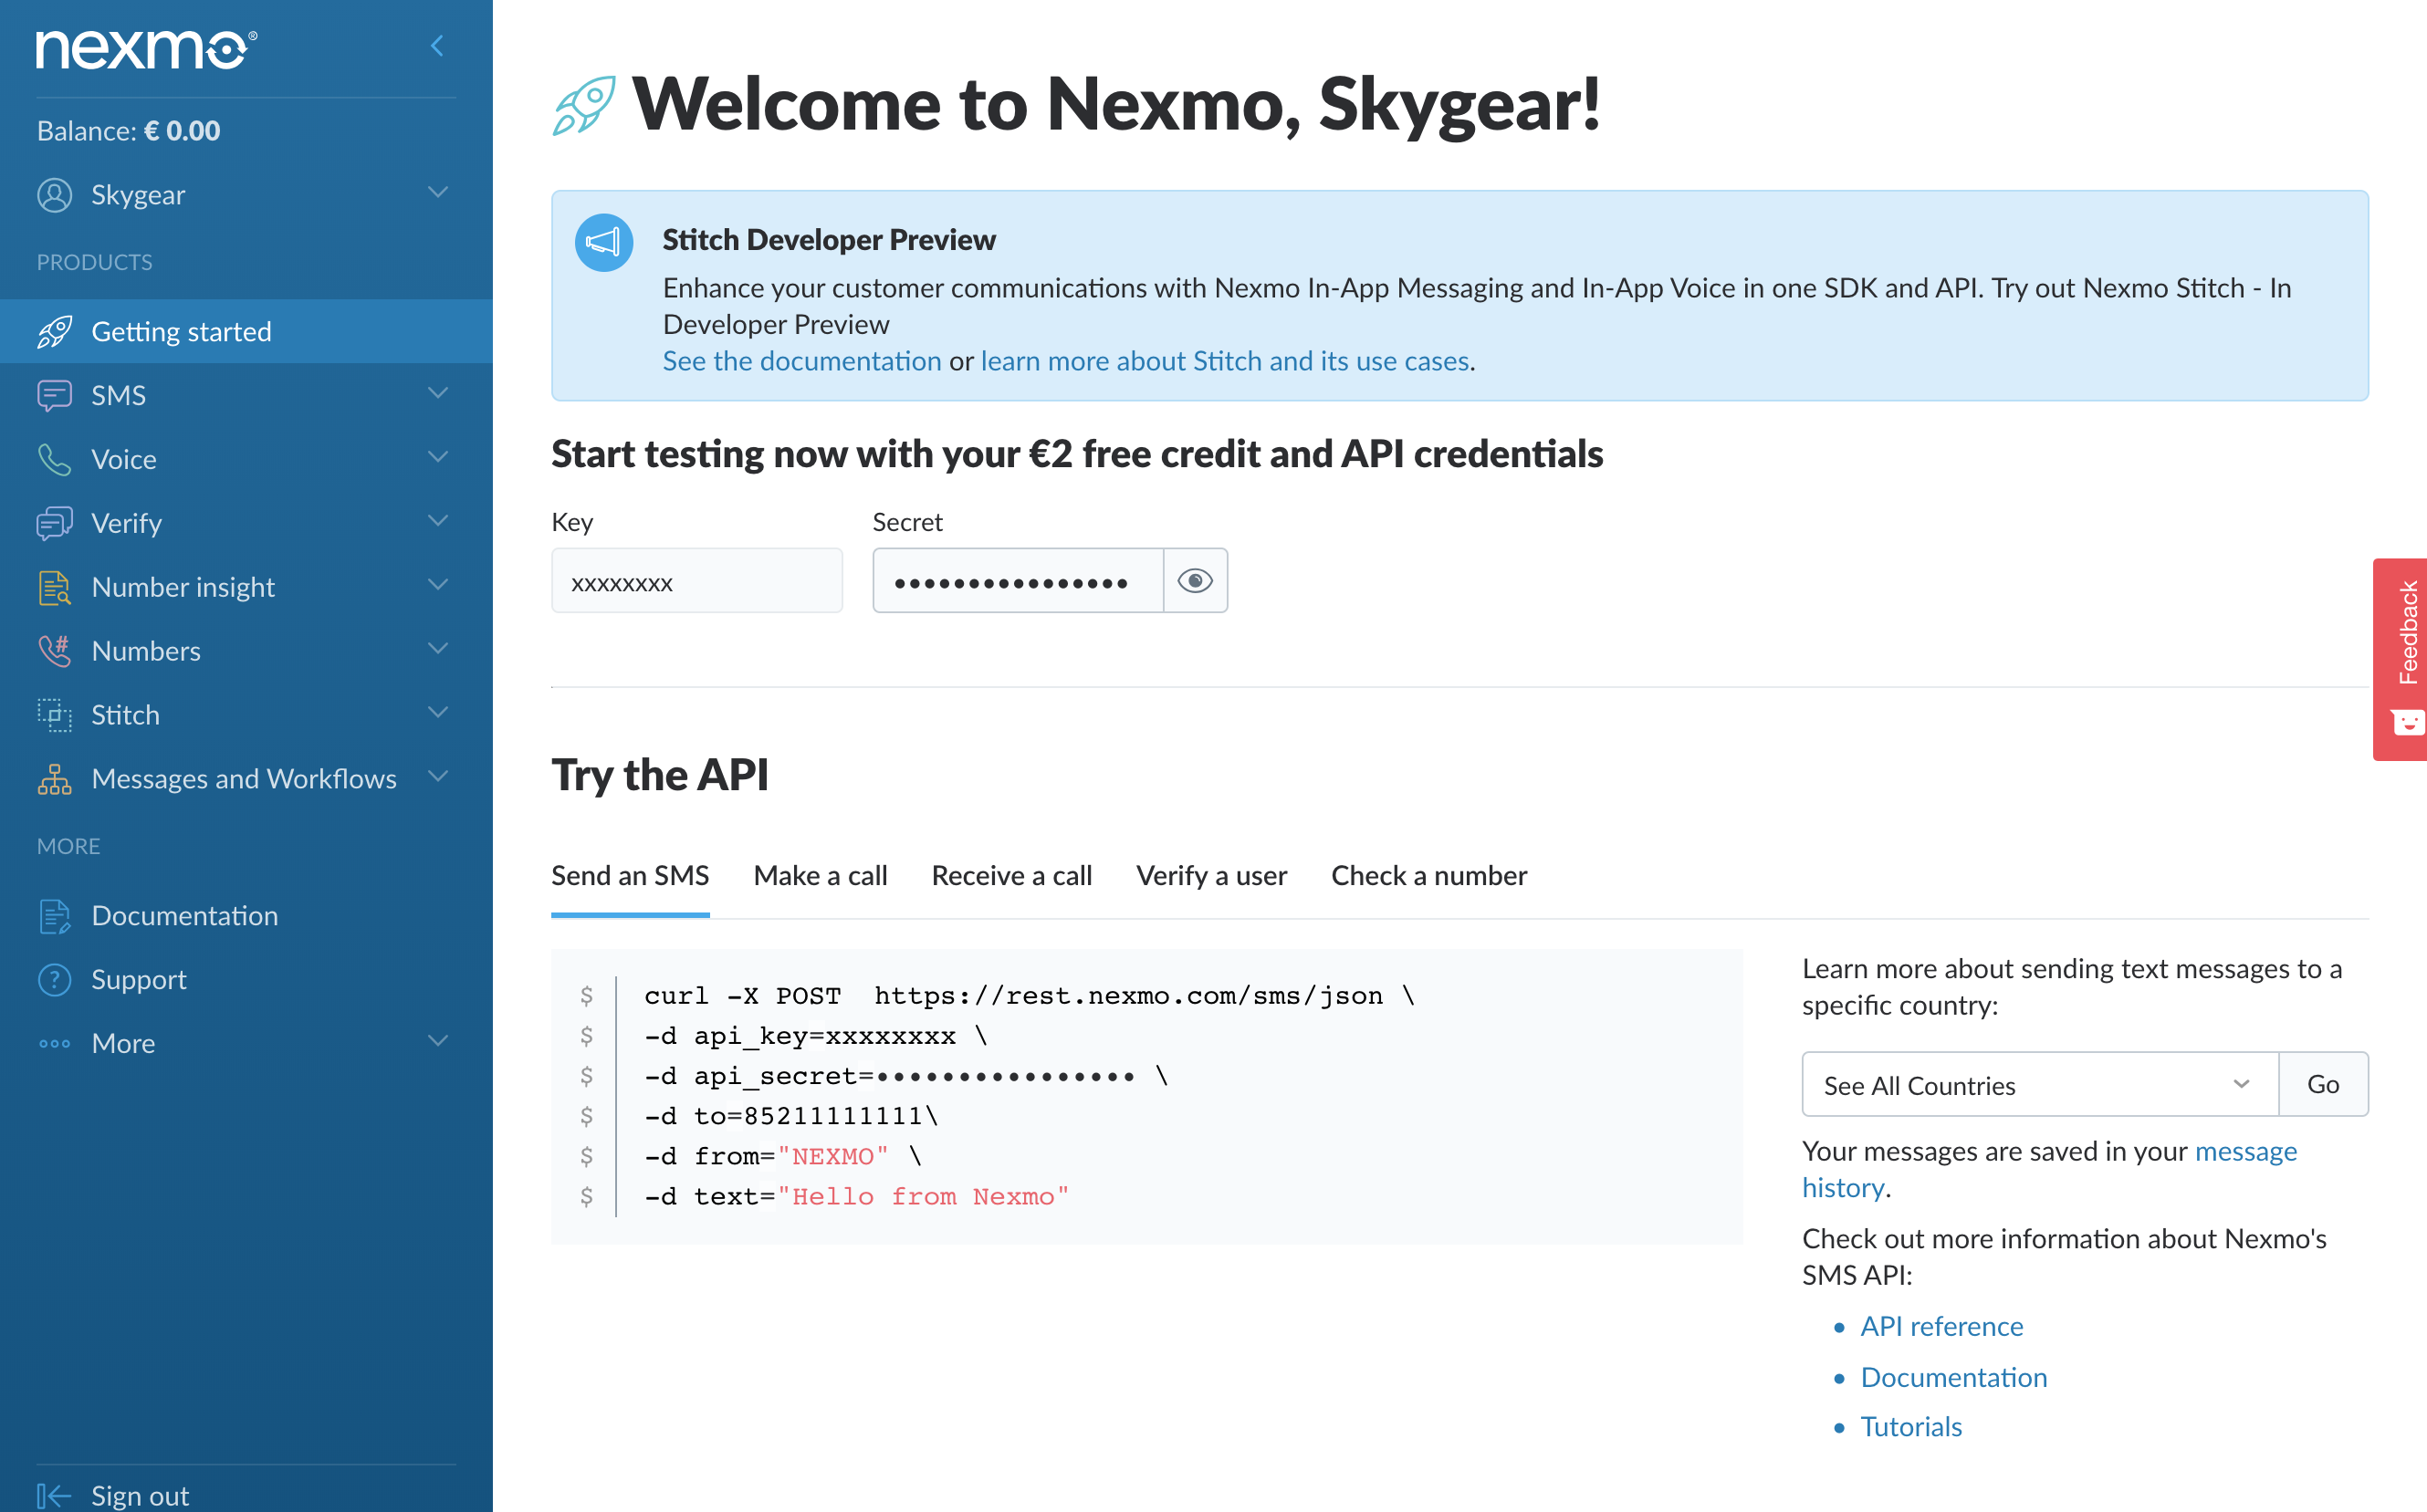 nexmo®
Balance: € 0.00
Skygear
PRODUCTS
Getting started
SMS
Voice
Verify
Number insight
Numbers
Stitch
Messages and Workflows
MORE
Documentation
Support
More
Sign out
Welcome to Nexmo, Skygear!
Stitch Developer Preview
Enhance your customer communications with Nexmo In-App Messaging and In-App Voice in one SDK and API. Try out Nexmo Stitch - In
Developer Preview
See the documentation or learn more about Stitch and its use cases.
Start testing now with your €2 free credit and API credentials
Key Secret
xxxxxxxx ••••••••••••••••
Try the API
Send an SMS Make a call Receive a call Verify a user Check a number
$ curl -X POST  https://rest.nexmo.com/sms/json \
$ -d api_key=xxxxxxxx \
$ -d api_secret=•••••••••••••••• \
$ -d to=85211111111\
$ -d from="NEXMO" \
$ -d text="Hello from Nexmo"
Learn more about sending text messages to a
specific country:
See All Countries Go
Your messages are saved in your message
history.
Check out more information about Nexmo's
SMS API:
• API reference
• Documentation
• Tutorials
Feedback